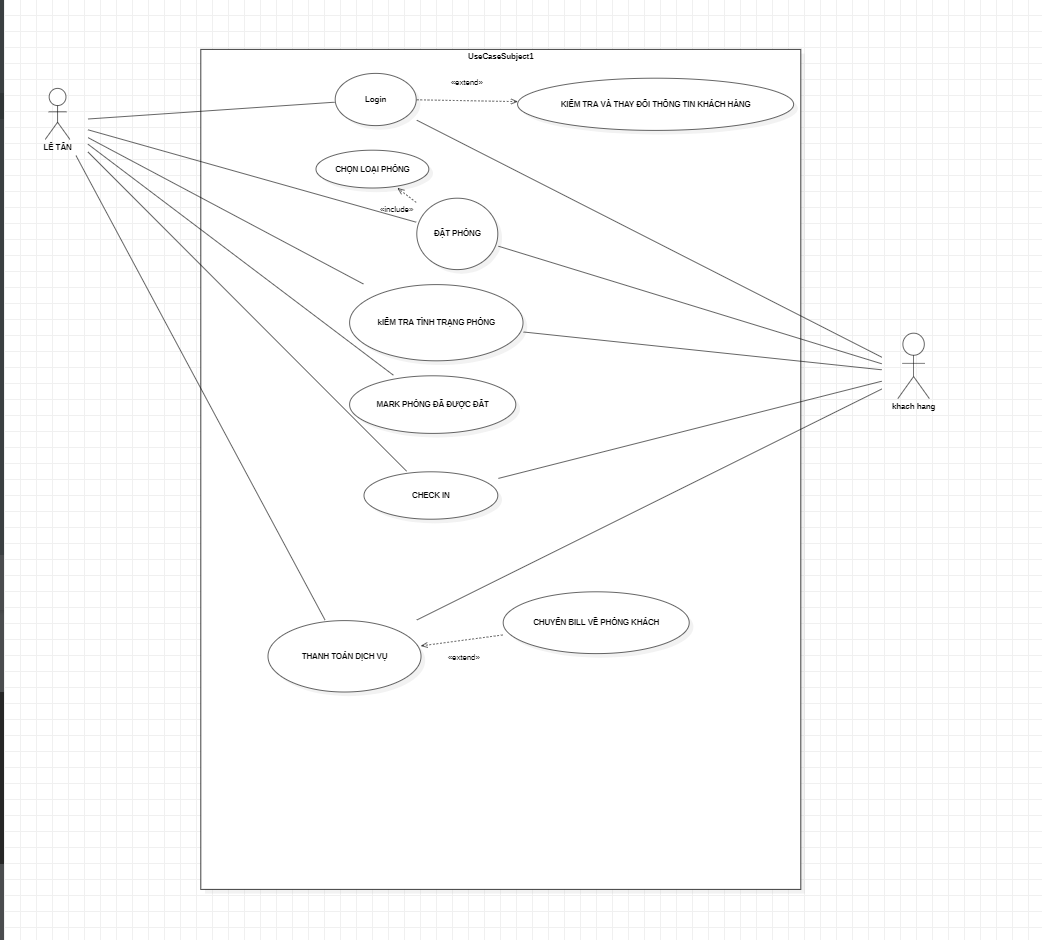 UseCaseSubject1
«extend»
Login
KIỂM TRA VÀ THAY ĐỔI THÔNG TIN KHÁCH HÀNG
LỄ TÂN
CHỌN LOẠI PHÒNG
«include»
ĐẶT PHÒNG
kIỂM TRA TÌNH TRẠNG PHÒNG
MARK PHÒNG ĐÃ ĐƯỢC ĐẶT
khach hang
CHECK IN
CHUYỂN BILL VỀ PHÒNG KHÁCH
THANH TOÁN DỊCH VỤ
«extend»